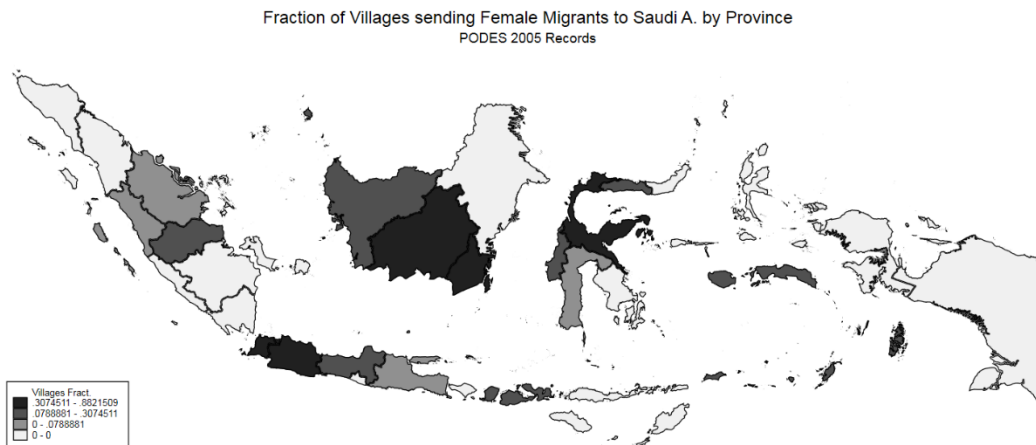 Fraction of Villages sending Female Migrants to Saudi A. by Province
PODES 2005 Records
Villages Fract.
.3074511 - .8821509
.0788881 - .3074511
0 - .0788881
0 - 0